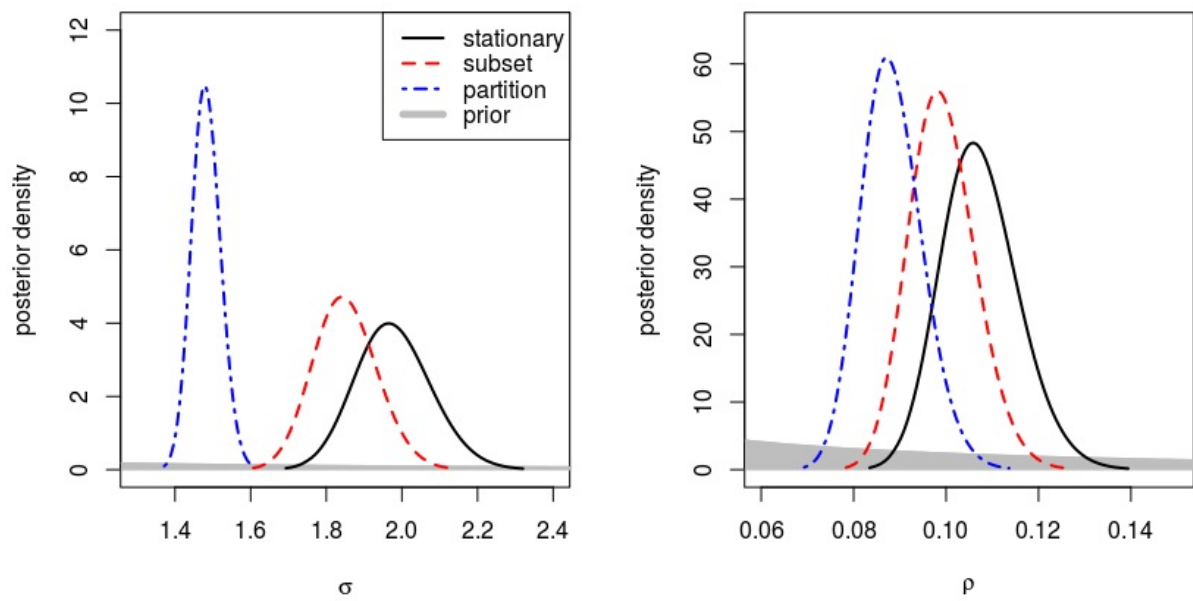 12
10
8
6
4
2
0
posterior density
stationary
subset
partition
prior
1.4 1.6 1.8 2.0 2.2 2.4
σ
60
50
40
30
20
10
0
posterior density
0.06 0.08 0.10 0.12 0.14
ρ